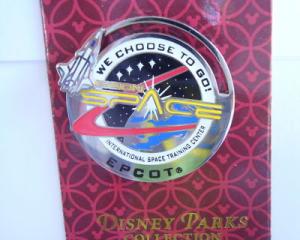 WE CHOOSE TO GO!
MISSION:
SPACE
INTERNATIONAL SPACE TRAINING CENTER
EPCOT®
DISNEY PARKS
COLLECTION